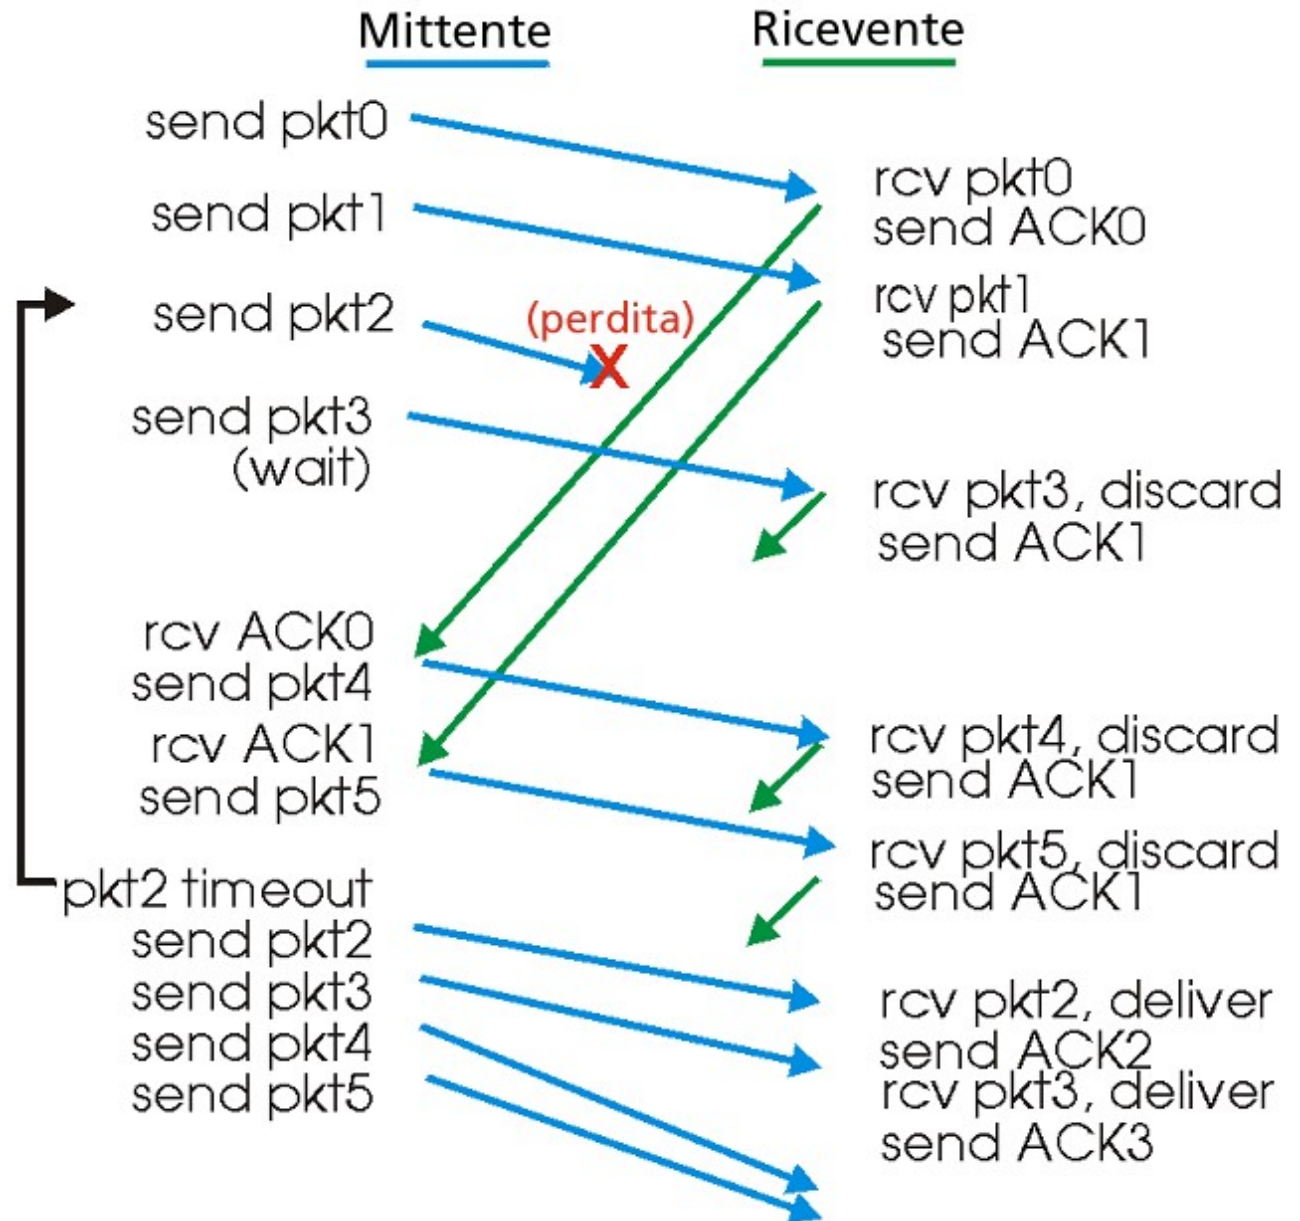 Mittente
Ricevente
send pkt0
rcv pkt0
send ACK0
send pkt1
rcv pkt1
send ACK1
send pkt2
(perdita)
X
send pkt3
(wait)
rcv pkt3, discard
send ACK1
rcv ACK0
send pkt4
rcv ACK1
send pkt5
rcv pkt4, discard
send ACK1
rcv pkt5, discard
send ACK1
pkt2 timeout
send pkt2
send pkt3
send pkt4
send pkt5
rcv pkt2, deliver
send ACK2
rcv pkt3, deliver
send ACK3